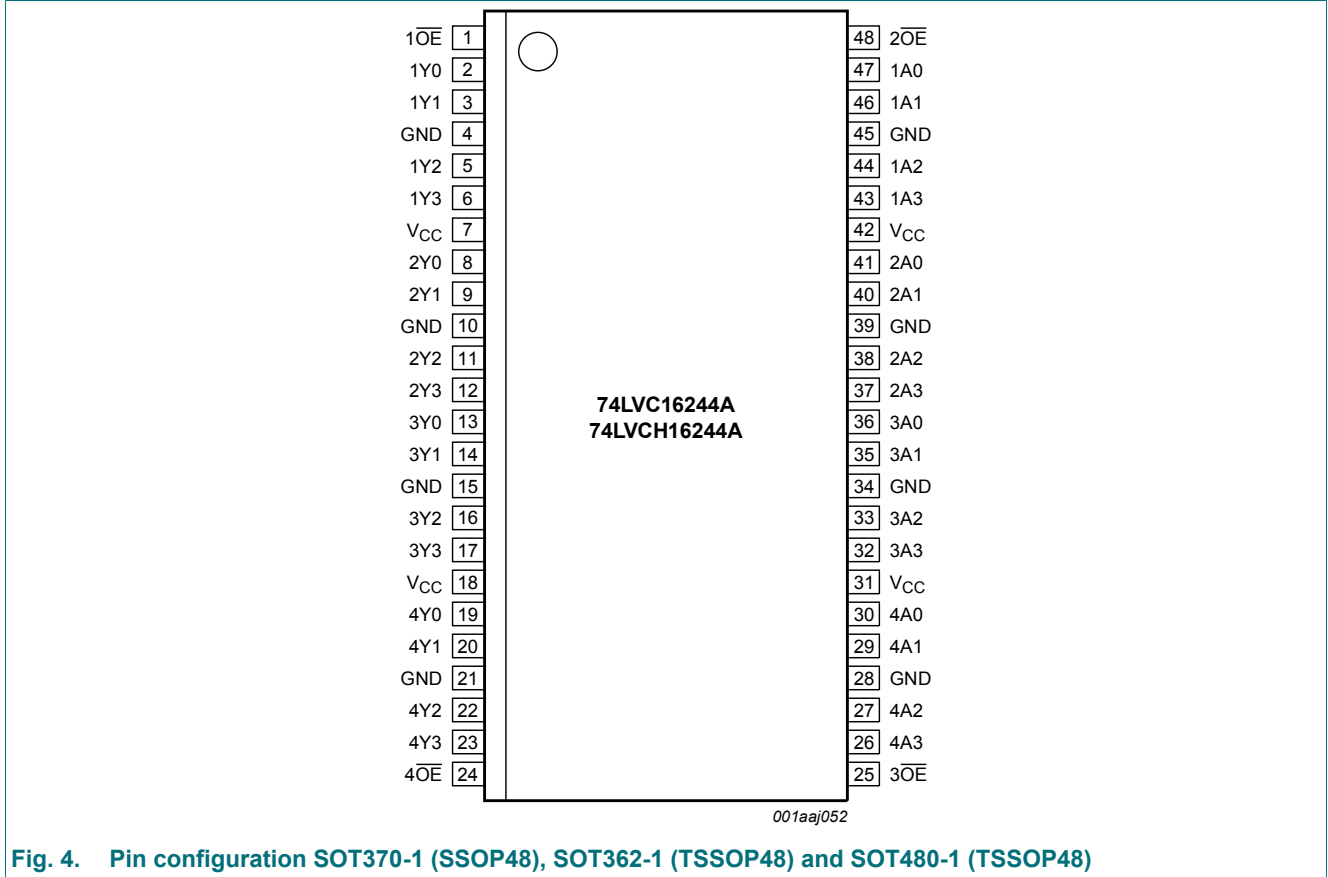 1O̅E̅ 1 48 2O̅E̅
1Y0 2 47 1A0
1Y1 3 46 1A1
GND 4 45 GND
1Y2 5 44 1A2
1Y3 6 43 1A3
VCC 7 42 VCC
2Y0 8 41 2A0
2Y1 9 40 2A1
GND 10 39 GND
2Y2 11 38 2A2
2Y3 12 37 2A3
74LVC16244A
3Y0 13 36 3A0
74LVCH16244A
3Y1 14 35 3A1
GND 15 34 GND
3Y2 16 33 3A2
3Y3 17 32 3A3
VCC 18 31 VCC
4Y0 19 30 4A0
4Y1 20 29 4A1
GND 21 28 GND
4Y2 22 27 4A2
4Y3 23 26 4A3
4O̅E̅ 24 25 3O̅E̅
001aaj052
Fig. 4. Pin configuration SOT370-1 (SSOP48), SOT362-1 (TSSOP48) and SOT480-1 (TSSOP48)